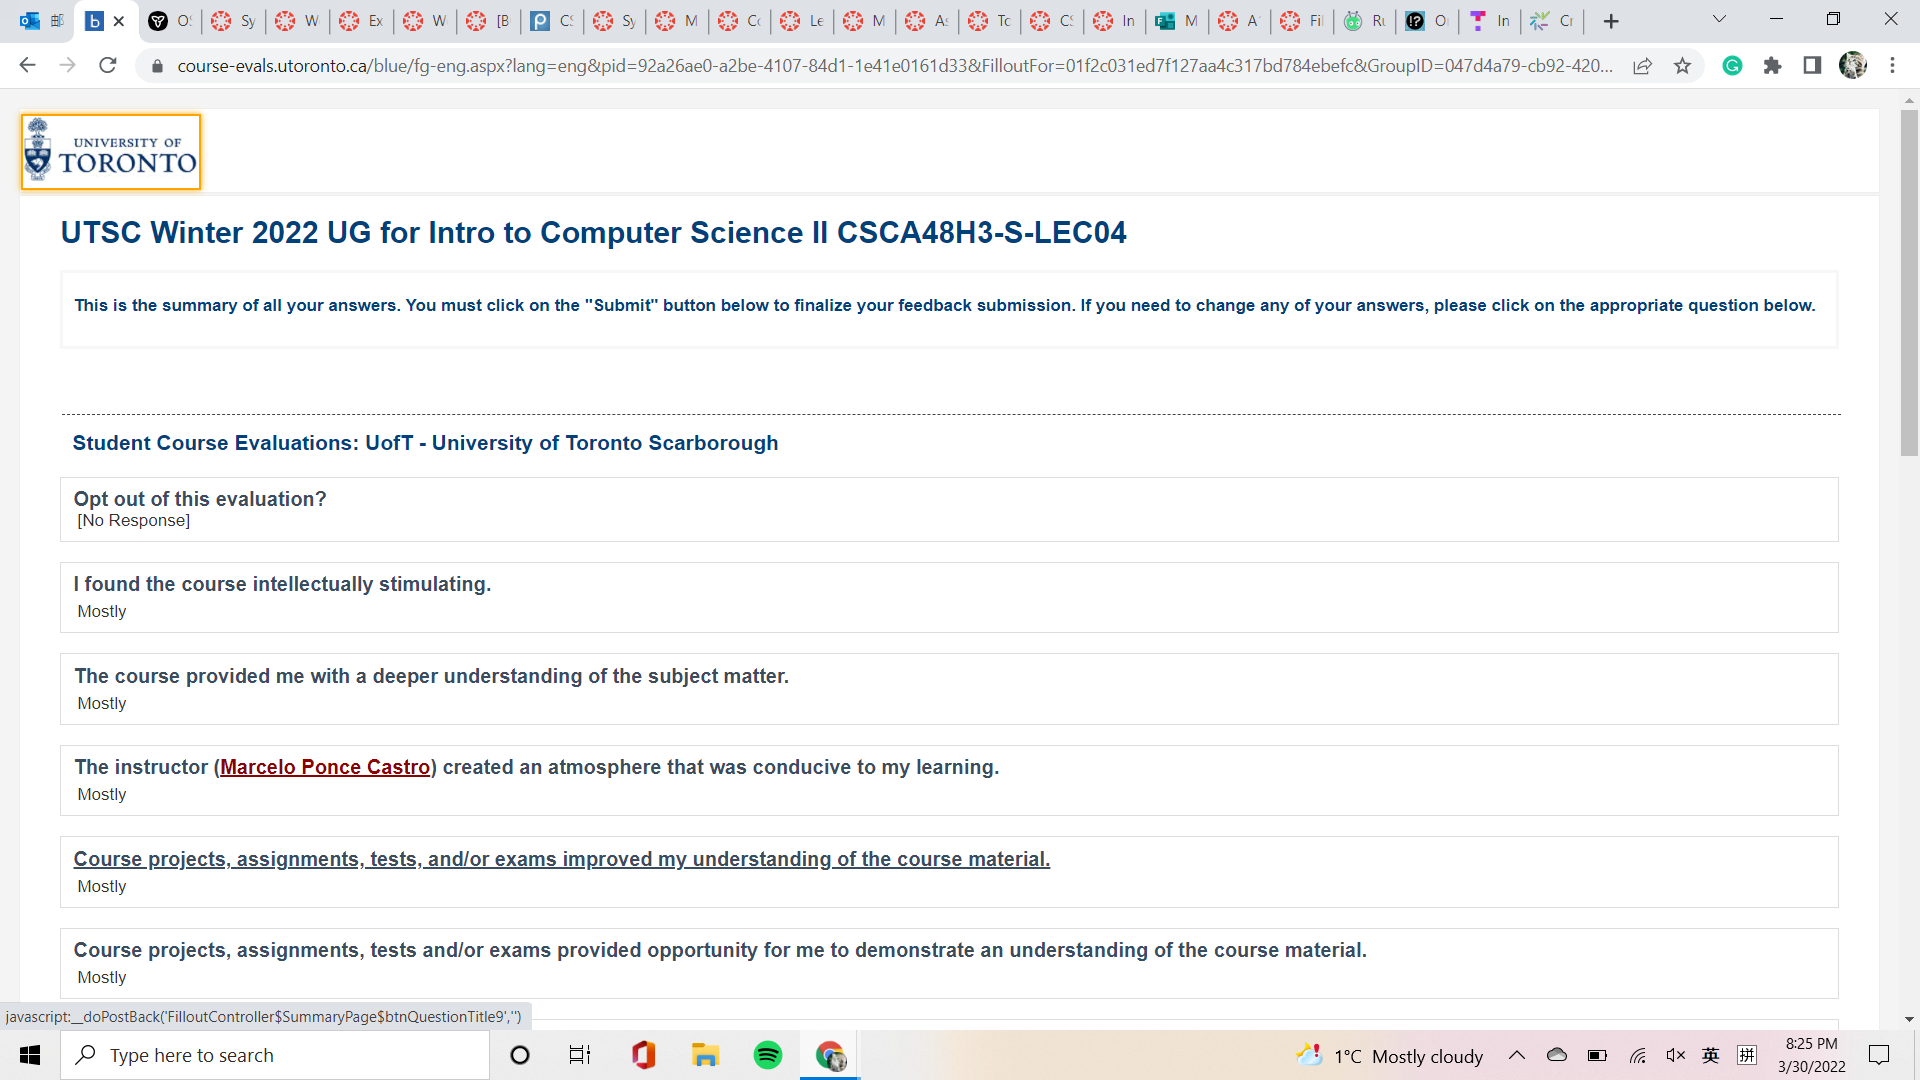 邮
OS
Sy
W
Ex
W
[B
CS
Sy
M
Co
Le
M
As
To
CS
In
M
A
Fil
Ru
O
In
Cr
course-evals.utoronto.ca/blue/fg-eng.aspx?lang=eng&pid=92a26ae0-a2be-4107-84d1-1e41e0161d33&FilloutFor=01f2c031ed7f127aa4c317bd784ebefc&GroupID=047d4a79-cb92-420...
UNIVERSITY OF
TORONTO
UTSC Winter 2022 UG for Intro to Computer Science II CSCA48H3-S-LEC04
This is the summary of all your answers. You must click on the "Submit" button below to finalize your feedback submission. If you need to change any of your answers, please click on the appropriate question below.
Student Course Evaluations: UofT - University of Toronto Scarborough
Opt out of this evaluation?
[No Response]
I found the course intellectually stimulating.
Mostly
The course provided me with a deeper understanding of the subject matter.
Mostly
The instructor (Marcelo Ponce Castro) created an atmosphere that was conducive to my learning.
Mostly
Course projects, assignments, tests, and/or exams improved my understanding of the course material.
Mostly
Course projects, assignments, tests and/or exams provided opportunity for me to demonstrate an understanding of the course material.
Mostly
javascript:__doPostBack('FilloutController$SummaryPage$btnQuestionTitle9','')
Type here to search
1°C Mostly cloudy
英
拼
8:25 PM
3/30/2022